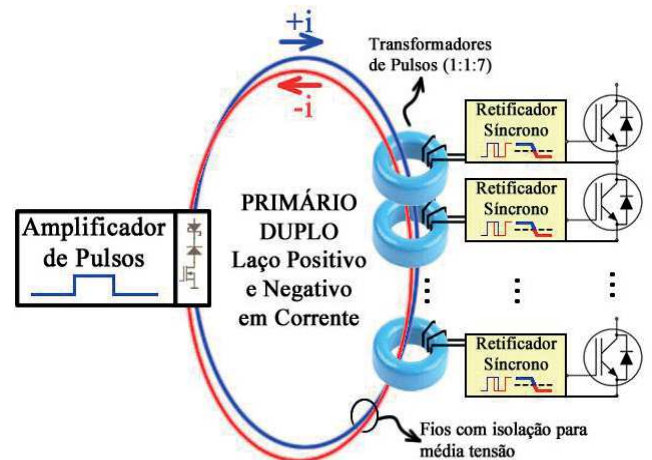 +i
-i
Transformadores
de Pulsos (1:1:7)
Retificador
Síncrono
Retificador
Síncrono
PRIMÁRIO
DUPLO
Laço Positivo
e Negativo
em Corrente
Amplificador
de Pulsos
Retificador
Síncrono
Fios com isolação para
média tensão